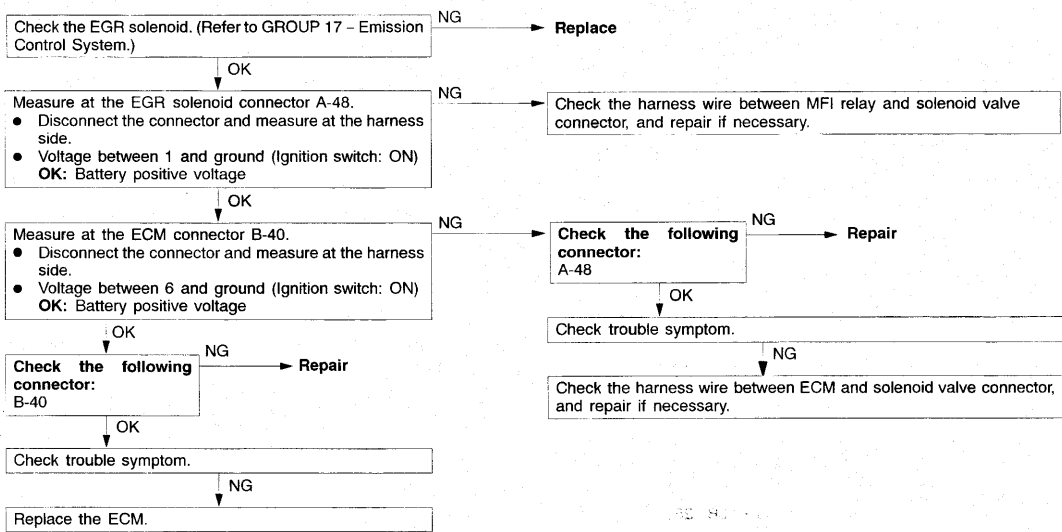 Check the EGR solenoid. (Refer to GROUP 17 – Emission
Control System.)
NG
Replace
OK
Measure at the EGR solenoid connector A-48.
● Disconnect the connector and measure at the harness
side.
● Voltage between 1 and ground (Ignition switch: ON)
OK: Battery positive voltage
NG
Check the harness wire between MFI relay and solenoid valve
connector, and repair if necessary.
OK
Measure at the ECM connector B-40.
● Disconnect the connector and measure at the harness
side.
● Voltage between 6 and ground (Ignition switch: ON)
OK: Battery positive voltage
NG
Check the following
connector:
A-48
NG
Repair
OK
Check trouble symptom.
NG
Check the harness wire between ECM and solenoid valve connector,
and repair if necessary.
OK
Check the following
connector:
B-40
NG
Repair
OK
Check trouble symptom.
NG
Replace the ECM.